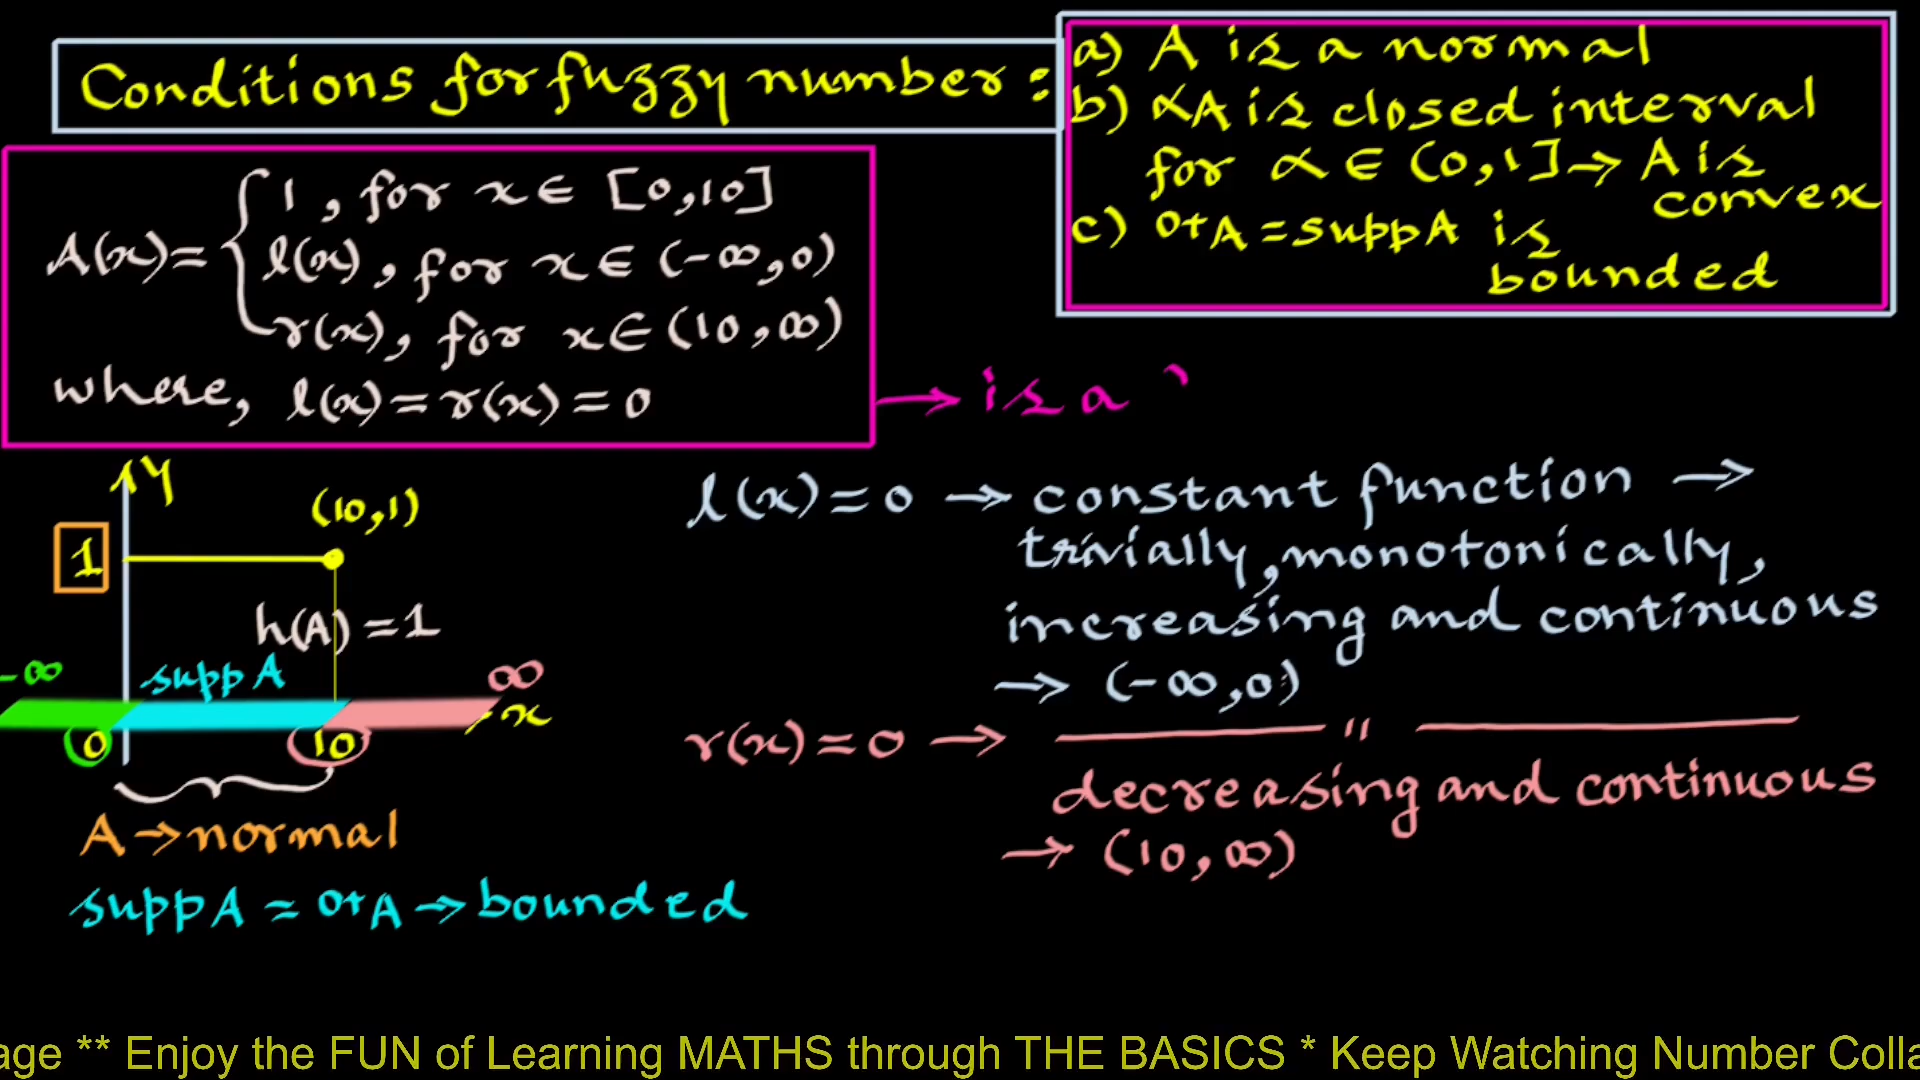 Conditions for fuzzy number :
a) A is a normal
b) αA is closed interval
for α ∈ (0,1] → A is
convex
c) 0+A = suppA is
bounded
A(x) = { 1, for x ∈ [0,10]
l(x), for x ∈ (-∞,0)
r(x), for x ∈ (10,∞)
where, l(x) = r(x) = 0
→ is a
Y
(10,1)
1
h(A) = 1
-∞
supp A
∞
x
(0
10)
A → normal
supp A = 0+A → bounded
l(x) = 0 → constant function →
trivially, monotonically,
increasing and continuous
→ (-∞,0)
r(x) = 0 → —— " ——
decreasing and continuous
→ (10,∞)
age ** Enjoy the FUN of Learning MATHS through THE BASICS * Keep Watching Number Colla